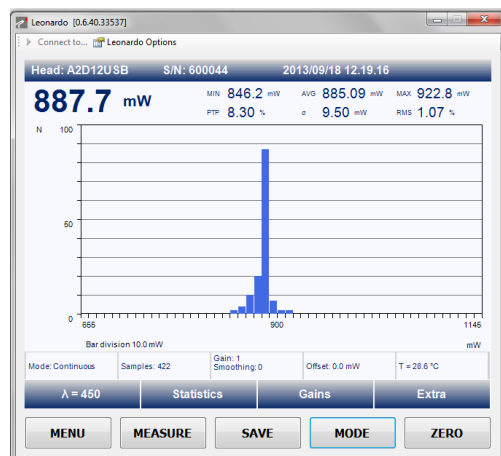 Leonardo [0.6.40.33537]
Connect to... Leonardo Options
Head: A2D12USB S/N: 600044 2013/09/18 12.19.16
887.7 mW
MIN 846.2 mW AVG 885.09 mW MAX 922.8 mW
PTP 8.30 % σ 9.50 mW RMS 1.07 %
N 100
50
0
655 900 1145
Bar division 10.0 mW mW
Mode: Continuous Samples: 422 Gain: 1
Smoothing: 0 Offset: 0.0 mW T = 28.6 °C
λ = 450 Statistics Gains Extra
MENU MEASURE SAVE MODE ZERO